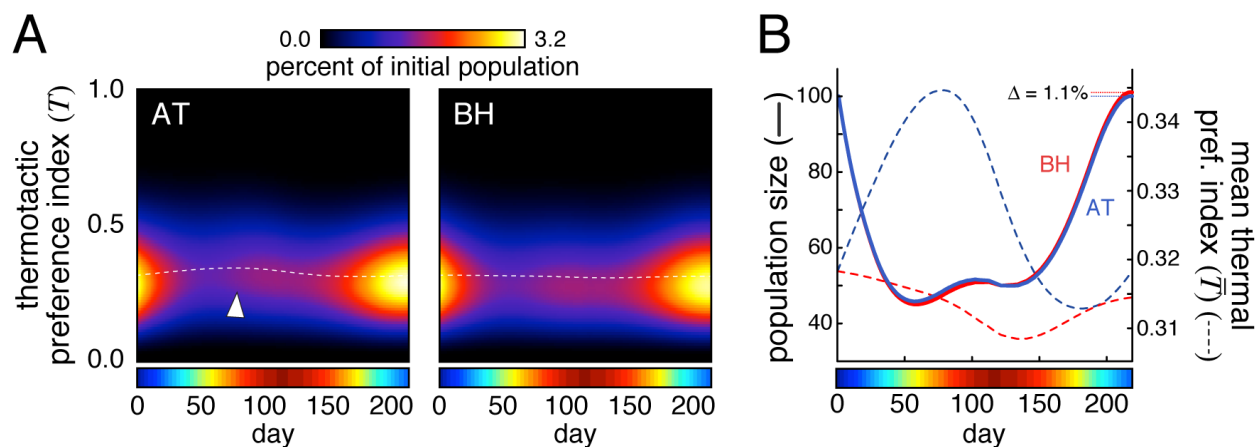 A
0.0 3.2
percent of initial population
thermotactic
preference index (T)
1.0
0.5
0.0
AT
BH
0 50 100 150 200
day
0 50 100 150 200
day
B
population size (—)
100
80
60
40
Δ = 1.1%
BH
AT
0.34
0.33
0.32
0.31
mean thermal
pref. index (T̿) (----)
0 50 100 150 200
day